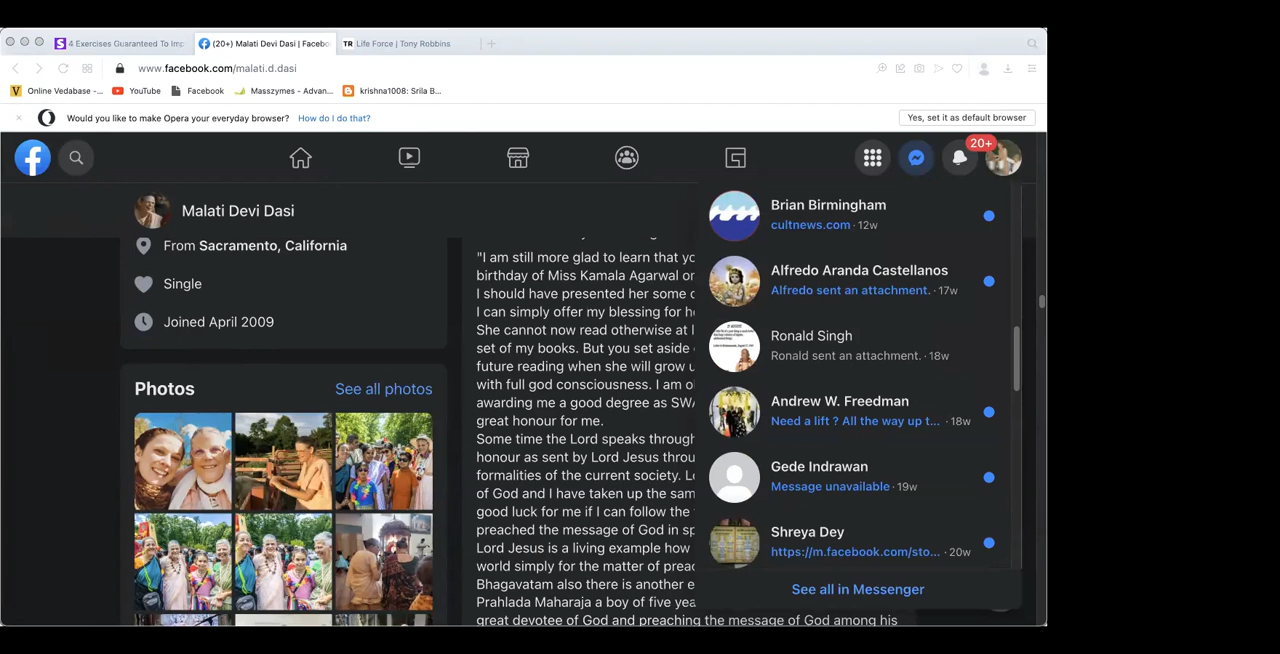 4 Exercises Guaranteed To Imp
(20+) Malati Devi Dasi | Facebo
TR Life Force | Tony Robbins
www.facebook.com/malati.d.dasi
Online Vedabase -...
YouTube
Facebook
Masszymes - Advan...
krishna1008: Srila B...
Would you like to make Opera your everyday browser? How do I do that?
Yes, set it as default browser
20+
Malati Devi Dasi
From Sacramento, California
Single
Joined April 2009
Photos
See all photos
"I am still more glad to learn that yo
birthday of Miss Kamala Agarwal or
I should have presented her some c
I can simply offer my blessing for he
She cannot now read otherwise at l
set of my books. But you set aside
future reading when she will grow u
with full god consciousness. I am ol
awarding me a good degree as SWA
great honour for me.
Some time the Lord speaks through
honour as sent by Lord Jesus throu
formalities of the current society. Lo
of God and I have taken up the sam
good luck for me if I can follow the
preached the message of God in sp
Lord Jesus is a living example how
world simply for the matter of preac
Bhagavatam also there is another e
Prahlada Maharaja a boy of five yea
great devotee of God and preaching the message of God among his
Brian Birmingham
cultnews.com · 12w
Alfredo Aranda Castellanos
Alfredo sent an attachment. · 17w
Ronald Singh
Ronald sent an attachment. · 18w
Andrew W. Freedman
Need a lift ? All the way up t... · 18w
Gede Indrawan
Message unavailable · 19w
Shreya Dey
https://m.facebook.com/sto... · 20w
See all in Messenger